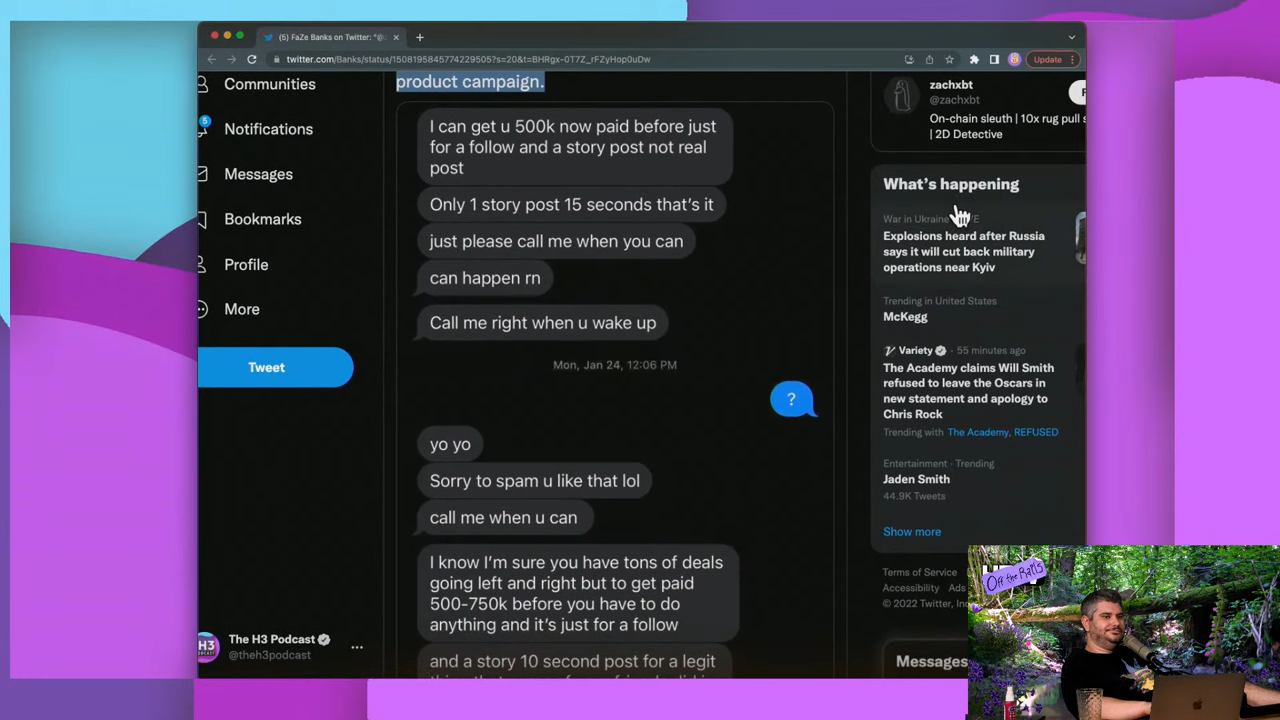 (5) FaZe Banks on Twitter: "@
twitter.com/Banks/status/1508195845774229505?s=20&t=BHRgx-0T7Z_rFZyHop0uDw
Update
Communities
5
Notifications
Messages
Bookmarks
Profile
More
Tweet
The H3 Podcast
@theh3podcast
product campaign.
I can get u 500k now paid before just
for a follow and a story post not real
post
Only 1 story post 15 seconds that's it
just please call me when you can
can happen rn
Call me right when u wake up
Mon, Jan 24, 12:06 PM
?
yo yo
Sorry to spam u like that lol
call me when u can
I know I'm sure you have tons of deals
going left and right but to get paid
500-750k before you have to do
anything and it's just for a follow
and a story 10 second post for a legit
zachxbt
@zachxbt
On-chain sleuth | 10x rug pull s
| 2D Detective
What's happening
War in Ukraine
Explosions heard after Russia
says it will cut back military
operations near Kyiv
Trending in United States
McKegg
Variety · 55 minutes ago
The Academy claims Will Smith
refused to leave the Oscars in
new statement and apology to
Chris Rock
Trending with The Academy, REFUSED
Entertainment · Trending
Jaden Smith
44.9K Tweets
Show more
Terms of Service
Accessibility Ads
© 2022 Twitter, Inc
Messages
Off the Rails